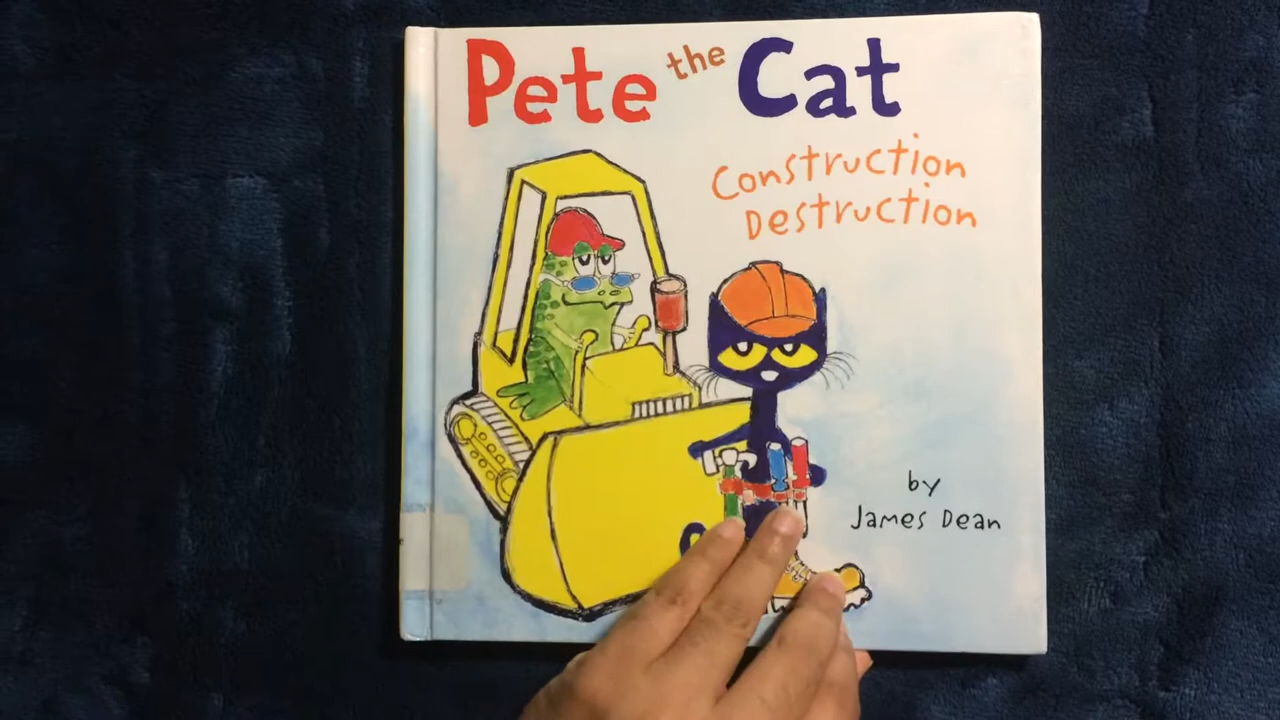 Pete the Cat
Construction
Destruction
by
James Dean